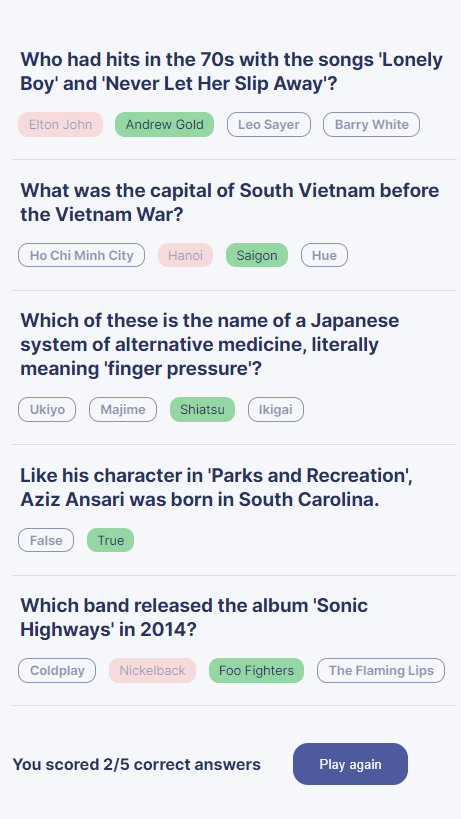 Who had hits in the 70s with the songs 'Lonely
Boy' and 'Never Let Her Slip Away'?
Elton John Andrew Gold Leo Sayer Barry White
What was the capital of South Vietnam before
the Vietnam War?
Ho Chi Minh City Hanoi Saigon Hue
Which of these is the name of a Japanese
system of alternative medicine, literally
meaning 'finger pressure'?
Ukiyo Majime Shiatsu Ikigai
Like his character in 'Parks and Recreation',
Aziz Ansari was born in South Carolina.
False True
Which band released the album 'Sonic
Highways' in 2014?
Coldplay Nickelback Foo Fighters The Flaming Lips
You scored 2/5 correct answers Play again